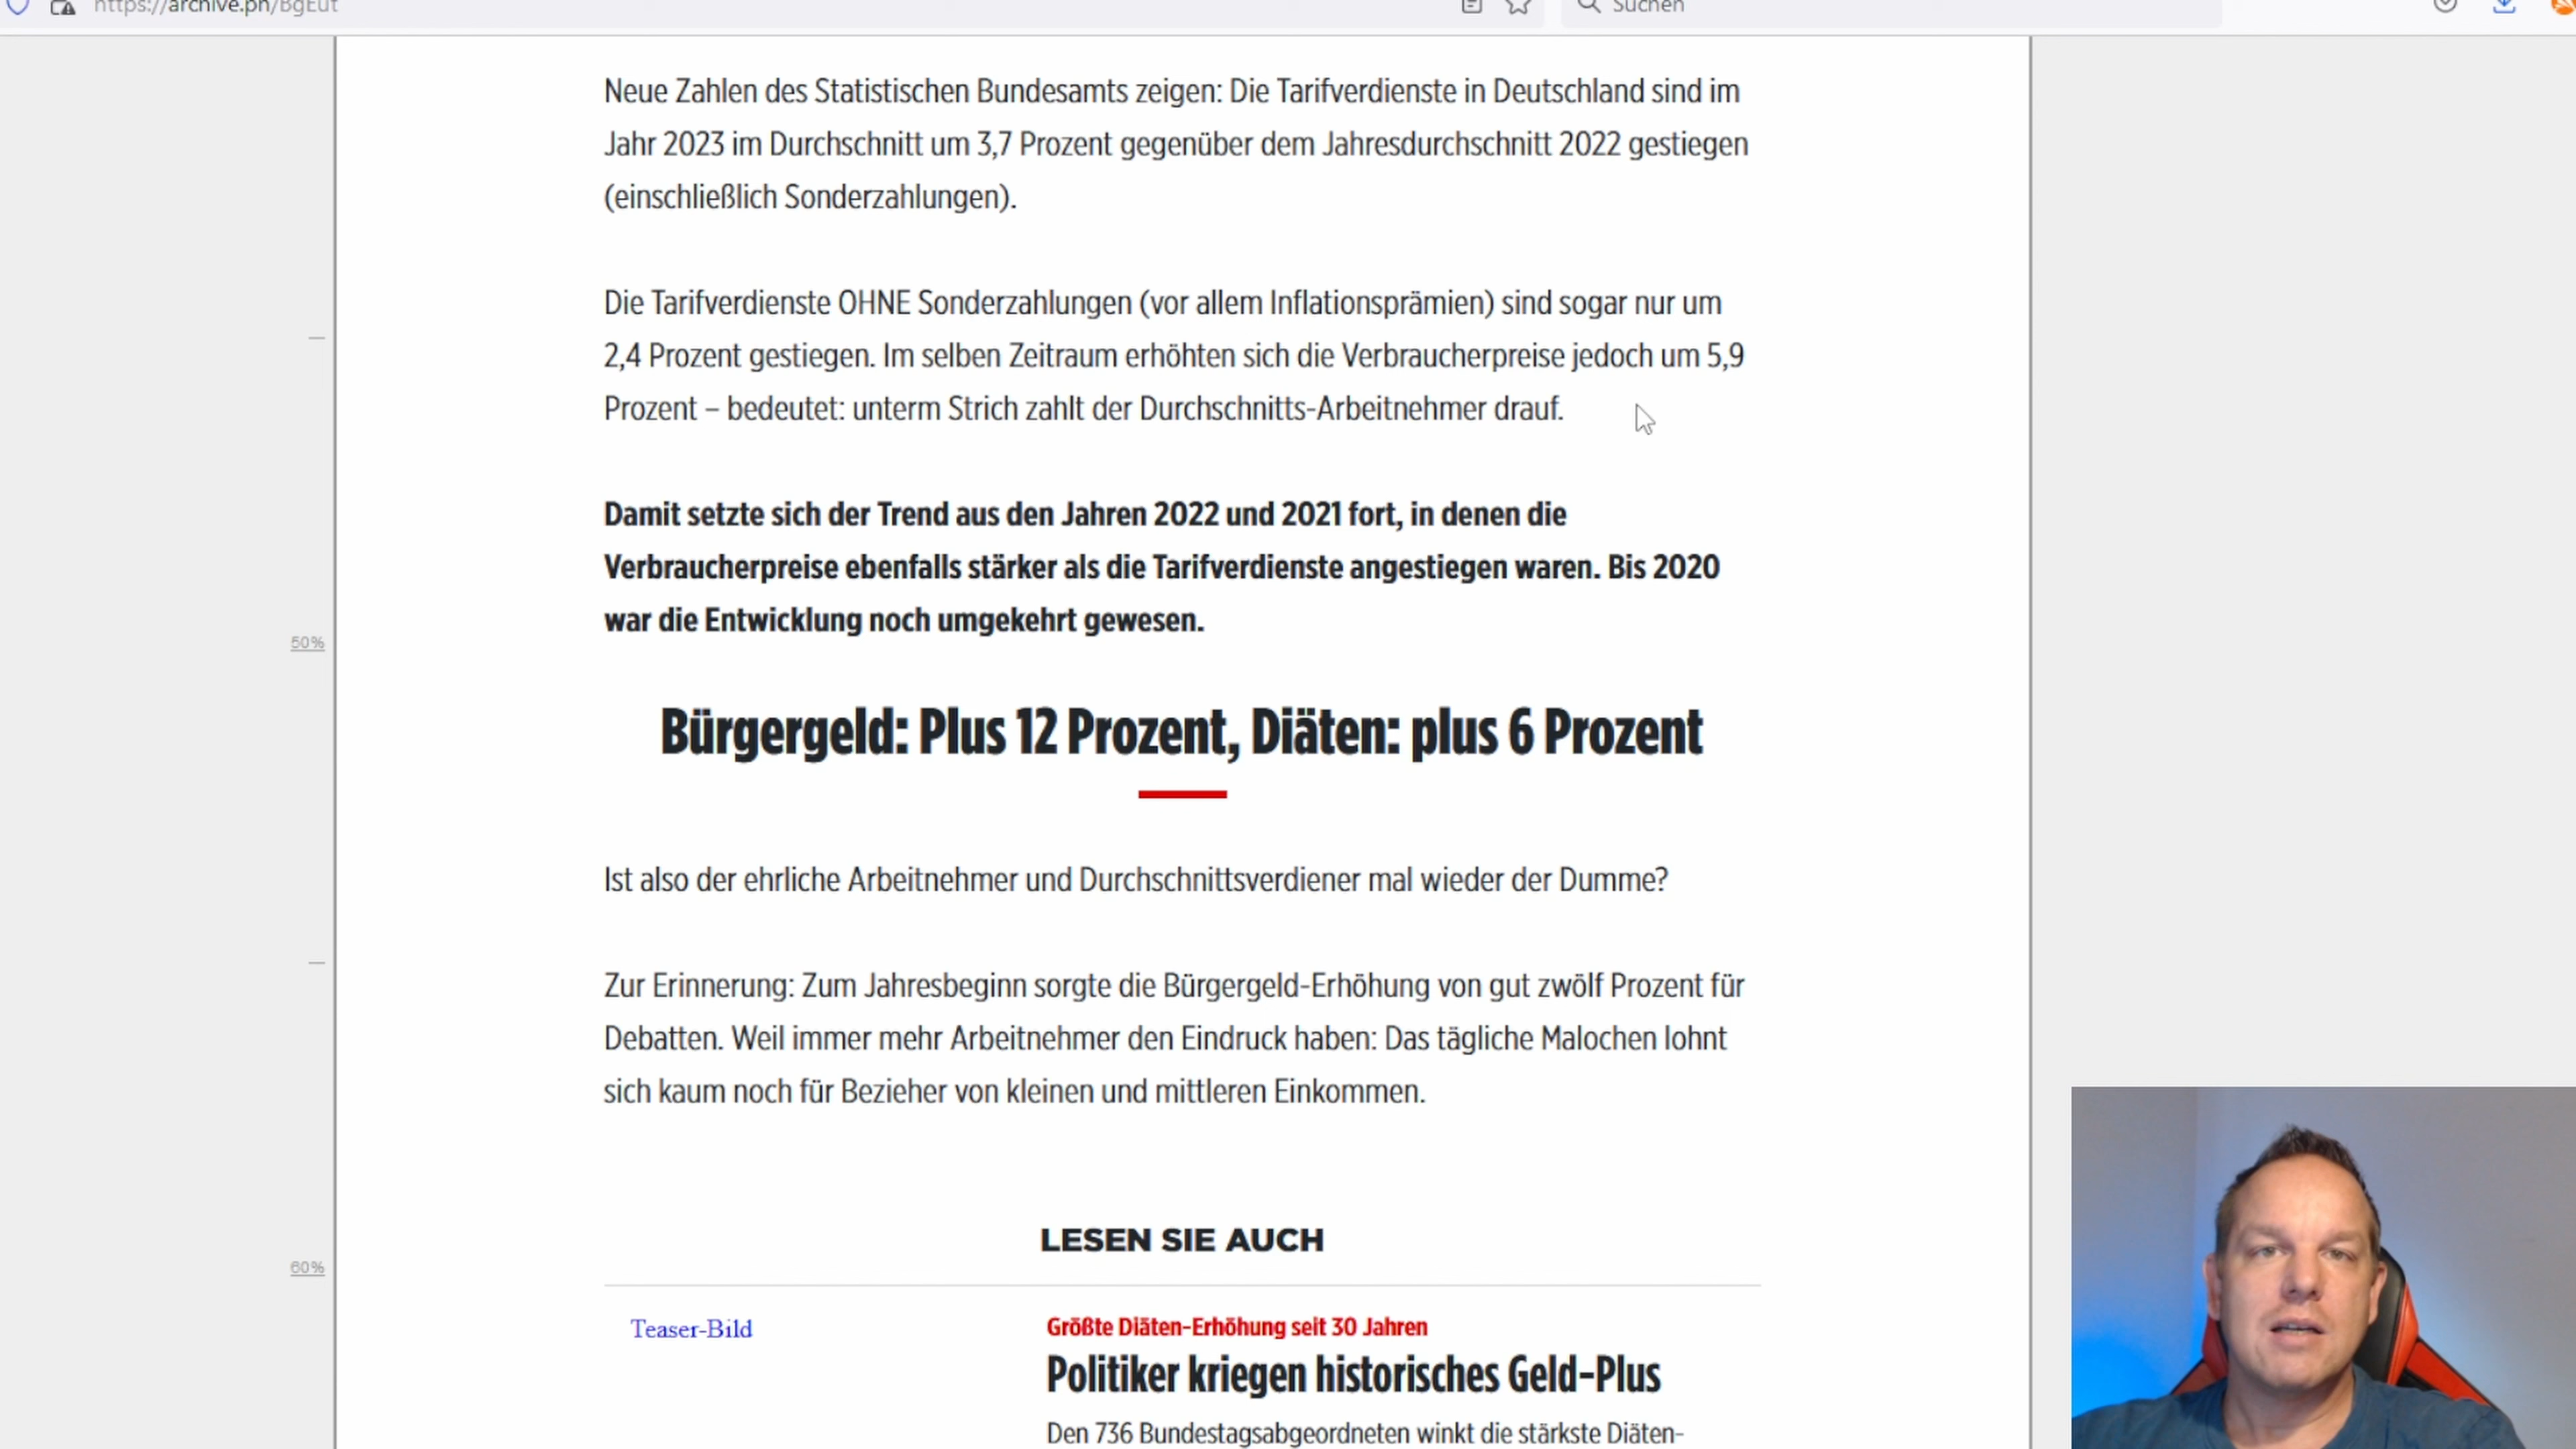 https://archive.ph/BgEut
Suchen
Neue Zahlen des Statistischen Bundesamts zeigen: Die Tarifverdienste in Deutschland sind im
Jahr 2023 im Durchschnitt um 3,7 Prozent gegenüber dem Jahresdurchschnitt 2022 gestiegen
(einschließlich Sonderzahlungen).
Die Tarifverdienste OHNE Sonderzahlungen (vor allem Inflationsprämien) sind sogar nur um
2,4 Prozent gestiegen. Im selben Zeitraum erhöhten sich die Verbraucherpreise jedoch um 5,9
Prozent – bedeutet: unterm Strich zahlt der Durchschnitts-Arbeitnehmer drauf.
Damit setzte sich der Trend aus den Jahren 2022 und 2021 fort, in denen die
Verbraucherpreise ebenfalls stärker als die Tarifverdienste angestiegen waren. Bis 2020
war die Entwicklung noch umgekehrt gewesen.
50%
Bürgergeld: Plus 12 Prozent, Diäten: plus 6 Prozent
Ist also der ehrliche Arbeitnehmer und Durchschnittsverdiener mal wieder der Dumme?
Zur Erinnerung: Zum Jahresbeginn sorgte die Bürgergeld-Erhöhung von gut zwölf Prozent für
Debatten. Weil immer mehr Arbeitnehmer den Eindruck haben: Das tägliche Malochen lohnt
sich kaum noch für Bezieher von kleinen und mittleren Einkommen.
LESEN SIE AUCH
60%
Teaser-Bild
Größte Diäten-Erhöhung seit 30 Jahren
Politiker kriegen historisches Geld-Plus
Den 736 Bundestagsabgeordneten winkt die stärkste Diäten-